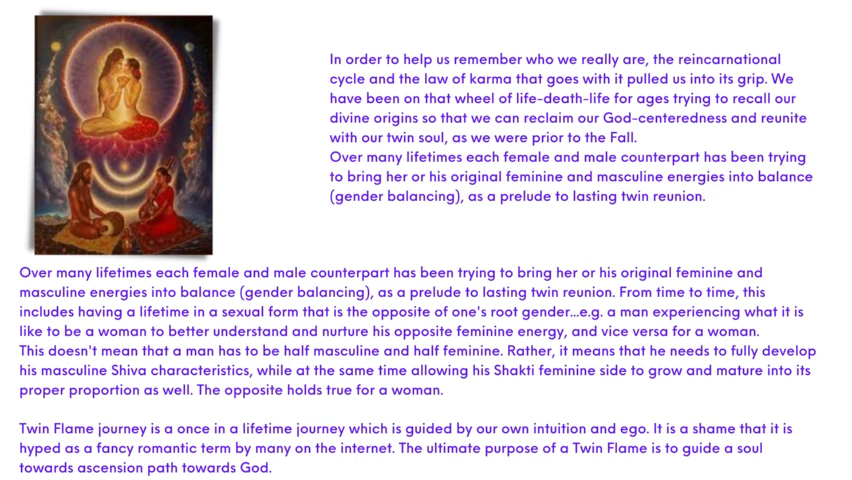 In order to help us remember who we really are, the reincarnational
cycle and the law of karma that goes with it pulled us into its grip. We
have been on that wheel of life-death-life for ages trying to recall our
divine origins so that we can reclaim our God-centeredness and reunite
with our twin soul, as we were prior to the Fall.
Over many lifetimes each female and male counterpart has been trying
to bring her or his original feminine and masculine energies into balance
(gender balancing), as a prelude to lasting twin reunion.
Over many lifetimes each female and male counterpart has been trying to bring her or his original feminine and
masculine energies into balance (gender balancing), as a prelude to lasting twin reunion. From time to time, this
includes having a lifetime in a sexual form that is the opposite of one's root gender...e.g. a man experiencing what it is
like to be a woman to better understand and nurture his opposite feminine energy, and vice versa for a woman.
This doesn't mean that a man has to be half masculine and half feminine. Rather, it means that he needs to fully develop
his masculine Shiva characteristics, while at the same time allowing his Shakti feminine side to grow and mature into its
proper proportion as well. The opposite holds true for a woman.
Twin Flame journey is a once in a lifetime journey which is guided by our own intuition and ego. It is a shame that it is
hyped as a fancy romantic term by many on the internet. The ultimate purpose of a Twin Flame is to guide a soul
towards ascension path towards God.